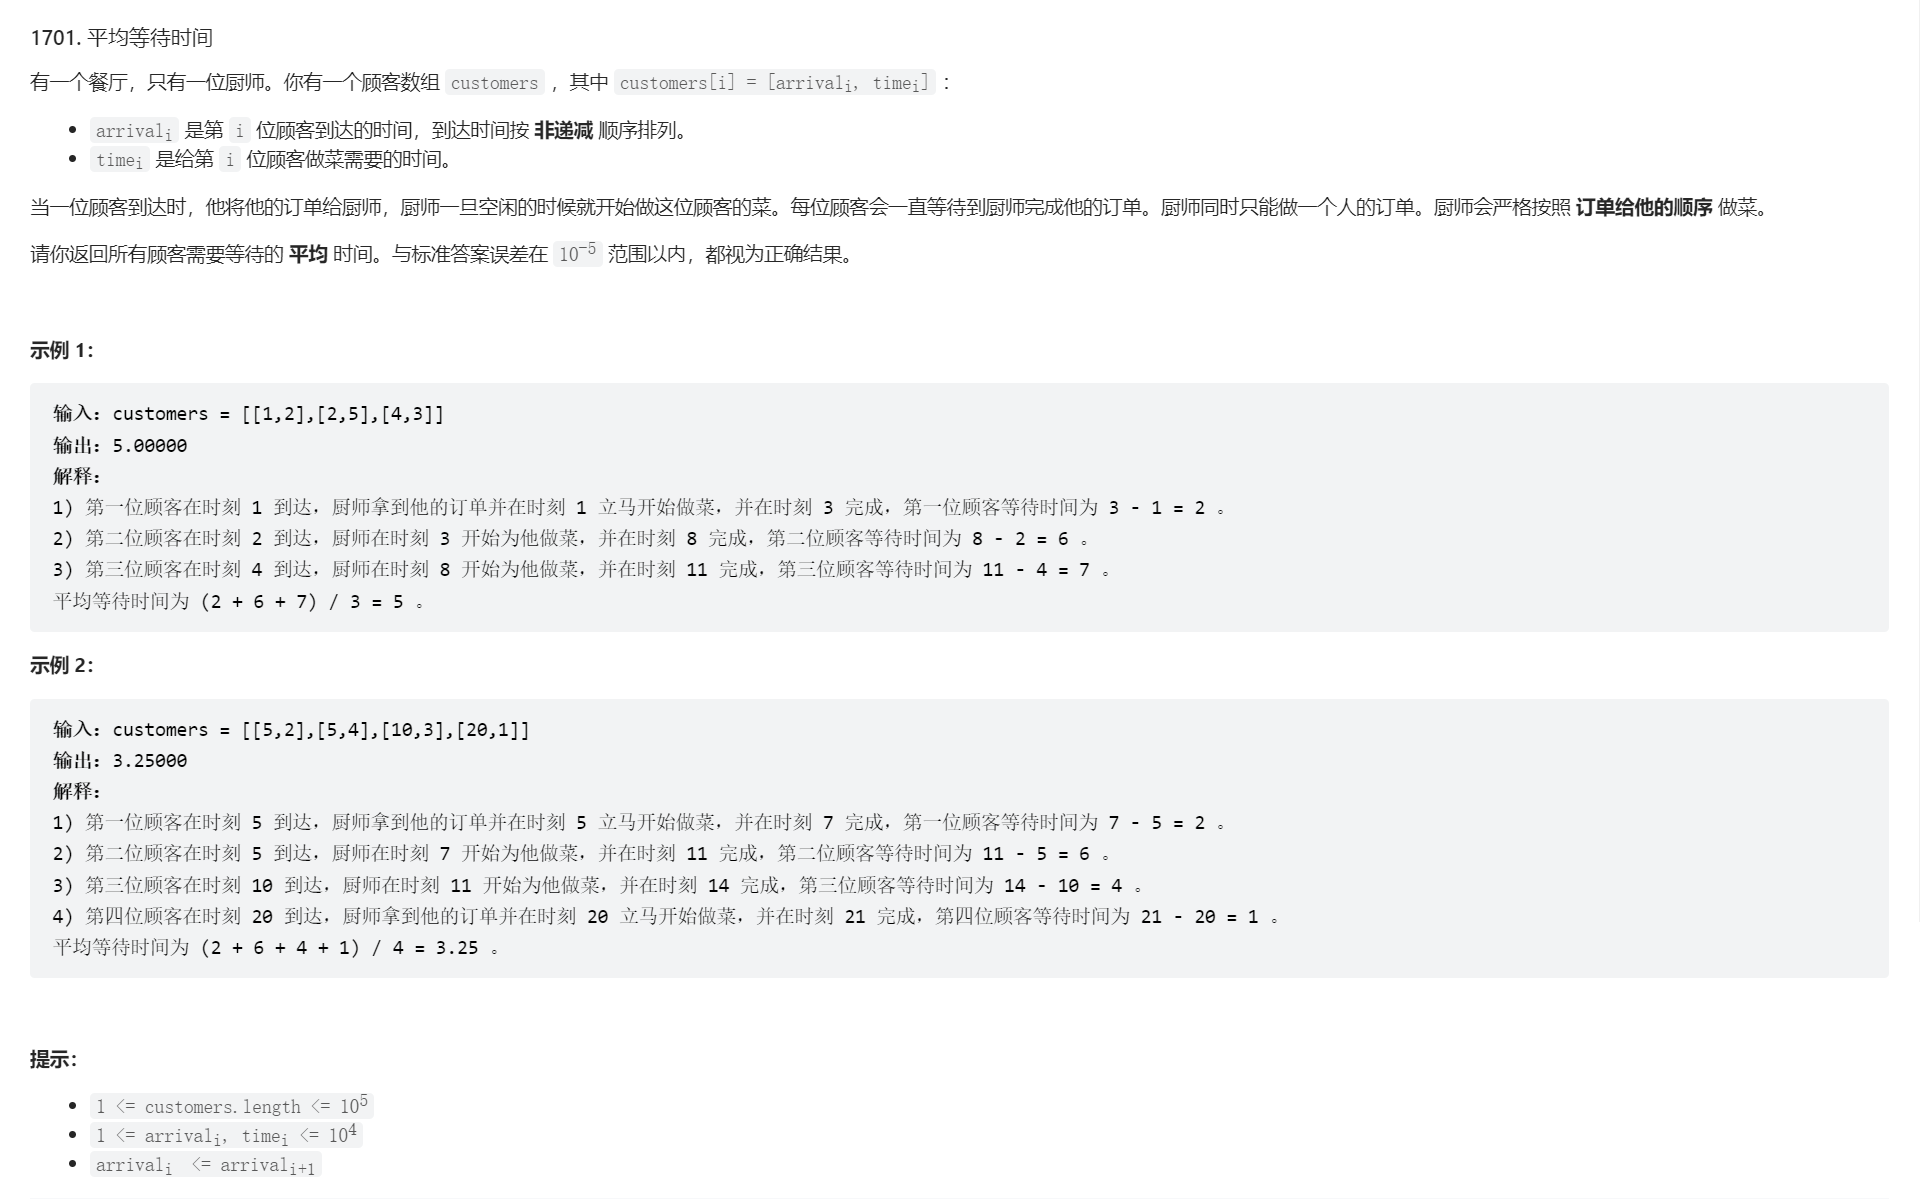 1701. 平均等待时间
有一个餐厅，只有一位厨师。你有一个顾客数组 customers ，其中 customers[i] = [arrivalᵢ, timeᵢ] ：
• arrivalᵢ 是第 i 位顾客到达的时间，到达时间按 非递减 顺序排列。
• timeᵢ 是给第 i 位顾客做菜需要的时间。
当一位顾客到达时，他将他的订单给厨师，厨师一旦空闲的时候就开始做这位顾客的菜。每位顾客会一直等待到厨师完成他的订单。厨师同时只能做一个人的订单。厨师会严格按照 订单给他的顺序 做菜。
请你返回所有顾客需要等待的 平均 时间。与标准答案误差在 10⁻⁵ 范围以内，都视为正确结果。
示例 1：
输入：customers = [[1,2],[2,5],[4,3]]
输出：5.00000
解释：
1) 第一位顾客在时刻 1 到达，厨师拿到他的订单并在时刻 1 立马开始做菜，并在时刻 3 完成，第一位顾客等待时间为 3 - 1 = 2 。
2) 第二位顾客在时刻 2 到达，厨师在时刻 3 开始为他做菜，并在时刻 8 完成，第二位顾客等待时间为 8 - 2 = 6 。
3) 第三位顾客在时刻 4 到达，厨师在时刻 8 开始为他做菜，并在时刻 11 完成，第三位顾客等待时间为 11 - 4 = 7 。
平均等待时间为 (2 + 6 + 7) / 3 = 5 。
示例 2：
输入：customers = [[5,2],[5,4],[10,3],[20,1]]
输出：3.25000
解释：
1) 第一位顾客在时刻 5 到达，厨师拿到他的订单并在时刻 5 立马开始做菜，并在时刻 7 完成，第一位顾客等待时间为 7 - 5 = 2 。
2) 第二位顾客在时刻 5 到达，厨师在时刻 7 开始为他做菜，并在时刻 11 完成，第二位顾客等待时间为 11 - 5 = 6 。
3) 第三位顾客在时刻 10 到达，厨师在时刻 11 开始为他做菜，并在时刻 14 完成，第三位顾客等待时间为 14 - 10 = 4 。
4) 第四位顾客在时刻 20 到达，厨师拿到他的订单并在时刻 20 立马开始做菜，并在时刻 21 完成，第四位顾客等待时间为 21 - 20 = 1 。
平均等待时间为 (2 + 6 + 4 + 1) / 4 = 3.25 。
提示：
• 1 <= customers.length <= 10⁵
• 1 <= arrivalᵢ, timeᵢ <= 10⁴
• arrivalᵢ <= arrivalᵢ₊₁